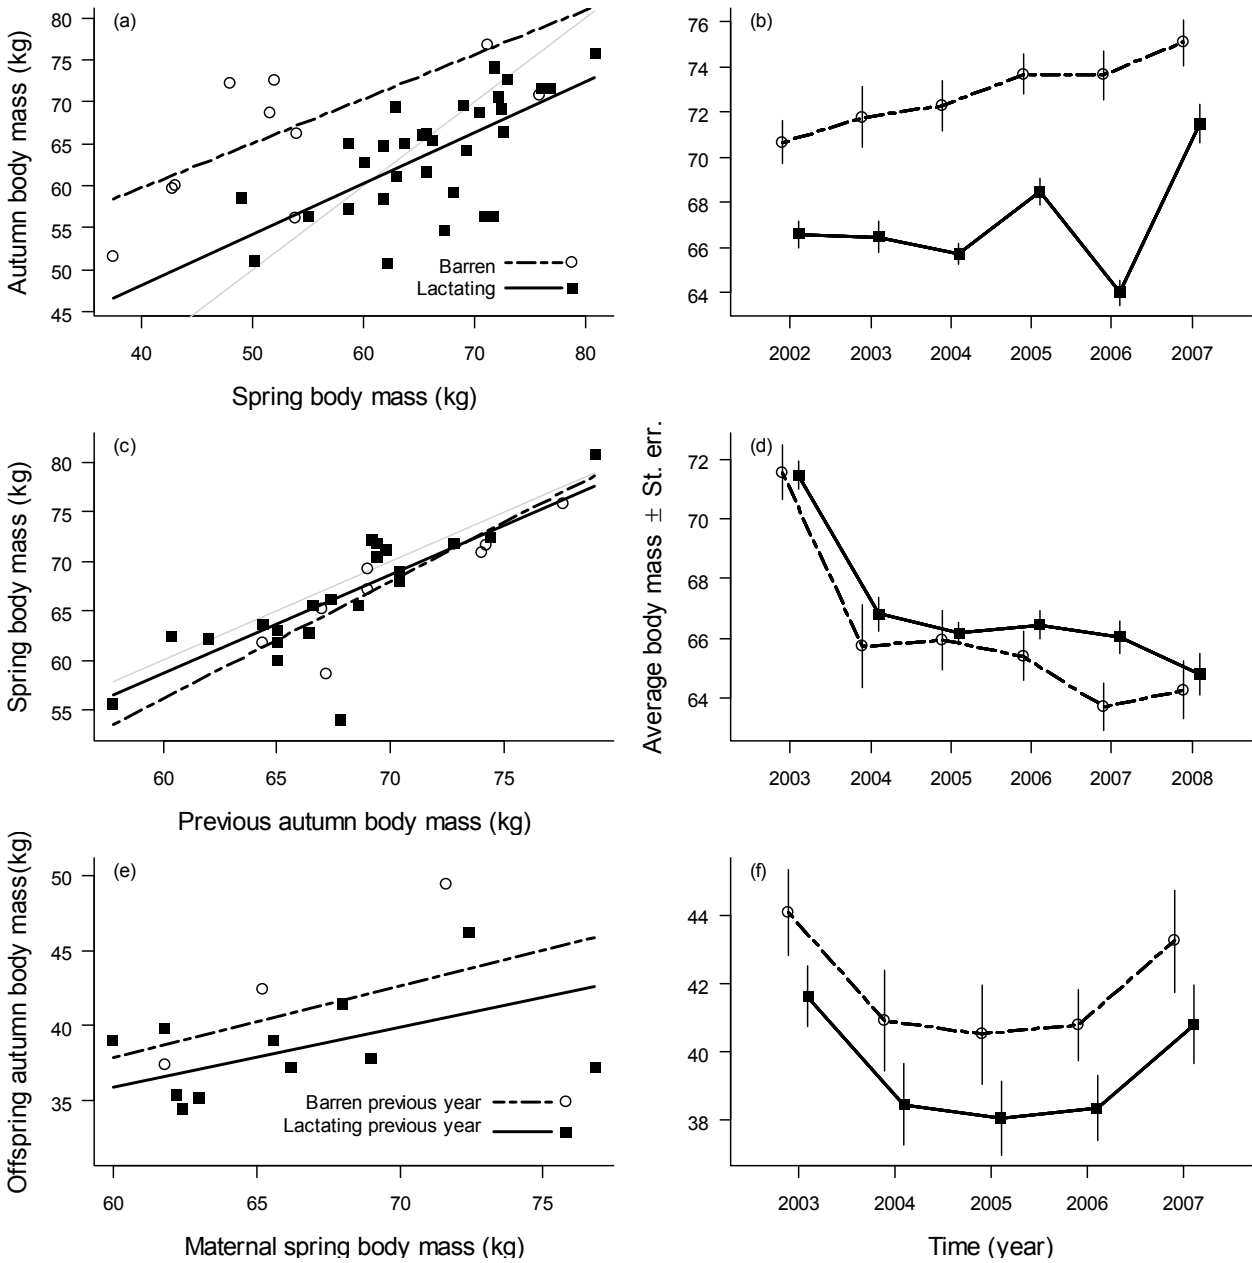 (a)
Autumn body mass (kg)
80
75
70
65
60
55
50
45
Barren
Lactating
40 50 60 70 80
Spring body mass (kg)
(b)
76
74
72
70
68
66
64
2002 2003 2004 2005 2006 2007
(c)
Spring body mass (kg)
80
75
70
65
60
55
60 65 70 75
Previous autumn body mass (kg)
(d)
Average body mass ± St. err.
72
70
68
66
64
2003 2004 2005 2006 2007 2008
(e)
Offspring autumn body mass(kg)
50
45
40
35
Barren previous year
Lactating previous year
60 65 70 75
Maternal spring body mass (kg)
(f)
44
42
40
38
2003 2004 2005 2006 2007
Time (year)